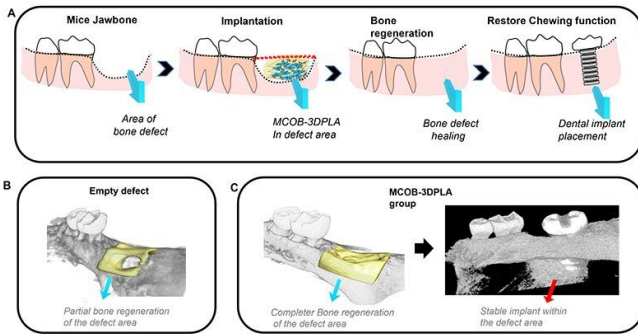 A
Mice Jawbone
Implantation
Bone
regeneration
Restore Chewing function
Area of
bone defect
MCOB-3DPLA
In defect area
Bone defect
healing
Dental implant
placement
B
Empty defect
Partial bone regeneration
of the defect area
C
MCOB-3DPLA
group
Completer Bone regeneration
of the defect area
Stable implant within
the defect area